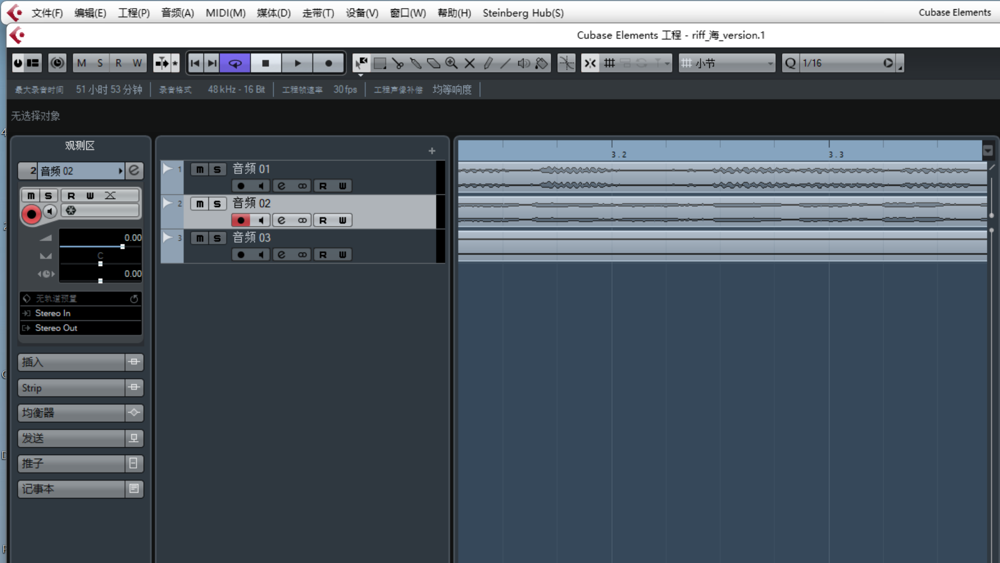 文件(F) 编辑(E) 工程(P) 音频(A) MIDI(M) 媒体(D) 走带(T) 设备(V) 窗口(W) 帮助(H) Steinberg Hub(S) Cubase Elements
Cubase Elements 工程 - riff_海_version.1
M S R W 小节 Q 1/16
最大录音时间 51 小时 53 分钟 录音格式 48 kHz - 16 Bit 工程帧速率 30 fps 工程声像补偿 均等响度
无选择对象
观测区
2 音频 02 e
m S R W
0.00
C
0.00
无轨道预置
Stereo In
Stereo Out
插入
Strip
均衡器
发送
推子
记事本
1 m S 音频 01
e R W
2 m S 音频 02
e R W
3 m S 音频 03
e R W
3.2 3.3